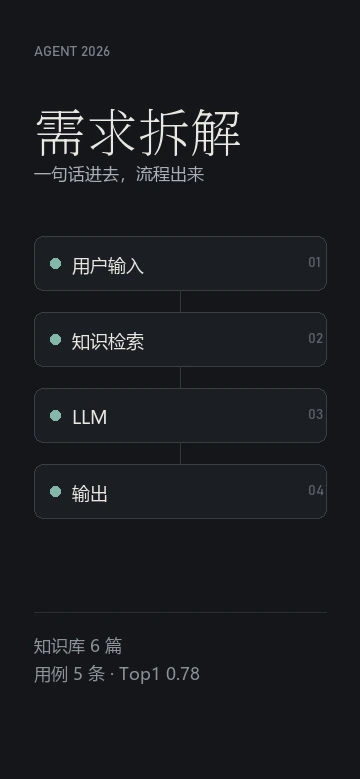 AGENT 2026
需求拆解
一句话进去，流程出来
用户输入 01
知识检索 02
LLM 03
输出 04
知识库 6 篇
用例 5 条 · Top1 0.78